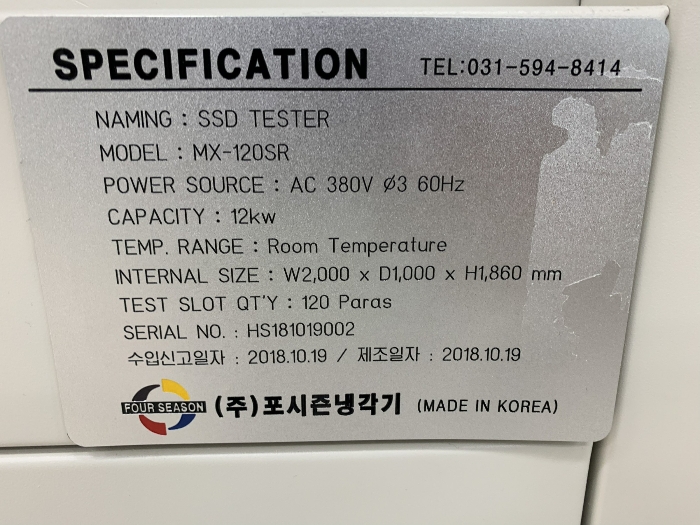 SPECIFICATION TEL:031-594-8414
NAMING : SSD TESTER
MODEL : MX-120SR
POWER SOURCE : AC 380V Ø3 60Hz
CAPACITY : 12kw
TEMP. RANGE : Room Temperature
INTERNAL SIZE : W2,000 x D1,000 x H1,860 mm
TEST SLOT QT'Y : 120 Paras
SERIAL NO. : HS181019002
수입신고일자 : 2018.10.19 / 제조일자 : 2018.10.19
FOUR SEASON (주)포시즌냉각기 (MADE IN KOREA)